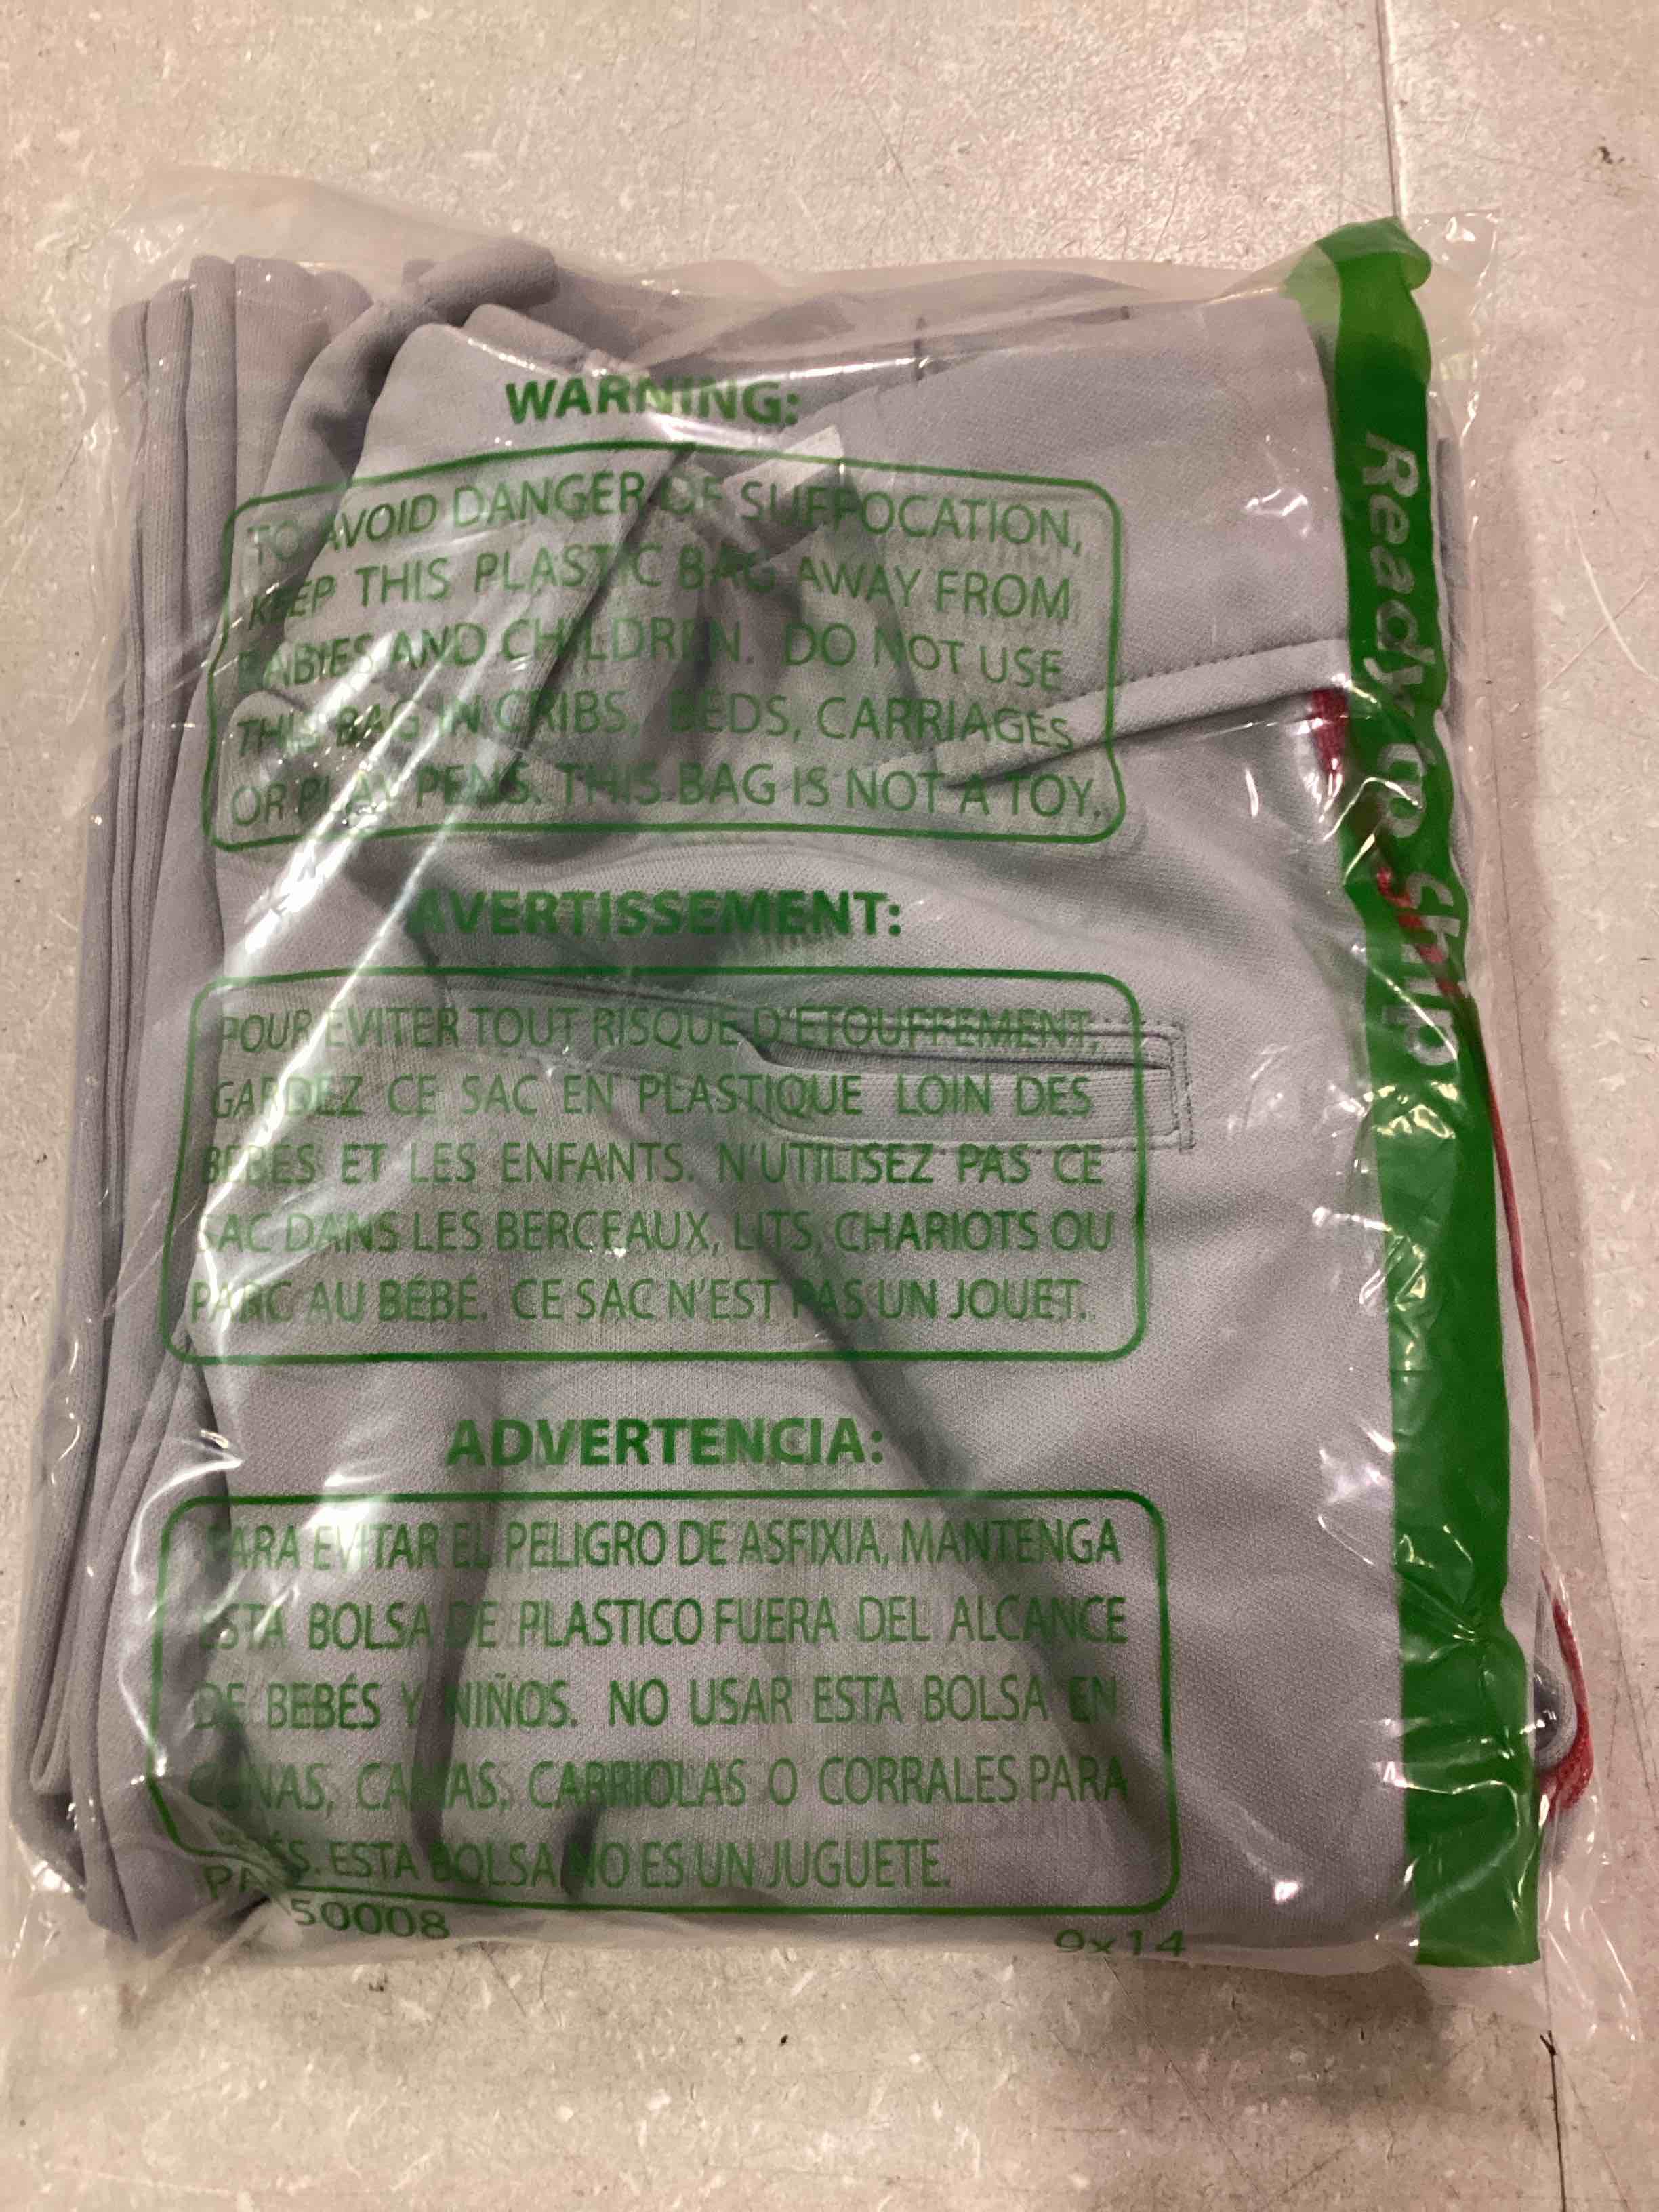 WARNING:
TO AVOID DANGER OF SUFFOCATION,
KEEP THIS PLASTIC BAG AWAY FROM
BABIES AND CHILDREN. DO NOT USE
THIS BAG IN CRIBS, BEDS, CARRIAGES
OR PLAY PENS. THIS BAG IS NOT A TOY.
AVERTISSEMENT:
POUR EVITER TOUT RISQUE D'ETOUFFEMENT,
GARDEZ CE SAC EN PLASTIQUE LOIN DES
BEBÉS ET LES ENFANTS. N'UTILISEZ PAS CE
SAC DANS LES BERCEAUX, LITS, CHARIOTS OU
PARC AU BÉBÉ. CE SAC N'EST PAS UN JOUET.
ADVERTENCIA:
PARA EVITAR EL PELIGRO DE ASFIXIA, MANTENGA
ESTA BOLSA DE PLASTICO FUERA DEL ALCANCE
DE BEBÉS Y NIÑOS. NO USAR ESTA BOLSA EN
CUNAS, CAMAS, CARRIOLAS O CORRALES PARA
BEBÉS. ESTA BOLSA NO ES UN JUGUETE.
50008
9x14
Ready to Ship